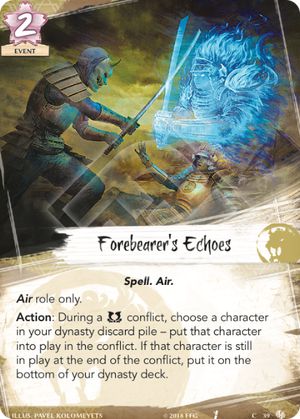 2
EVENT
Forebearer's Echoes
Spell. Air.
Air role only.
Action: During a conflict, choose a character
in your dynasty discard pile – put that character
into play in the conflict. If that character is still
in play at the end of the conflict, put it on the
bottom of your dynasty deck.
ILLUS. PAVEL KOLOMEYETS
© 2018 FFG
C 39